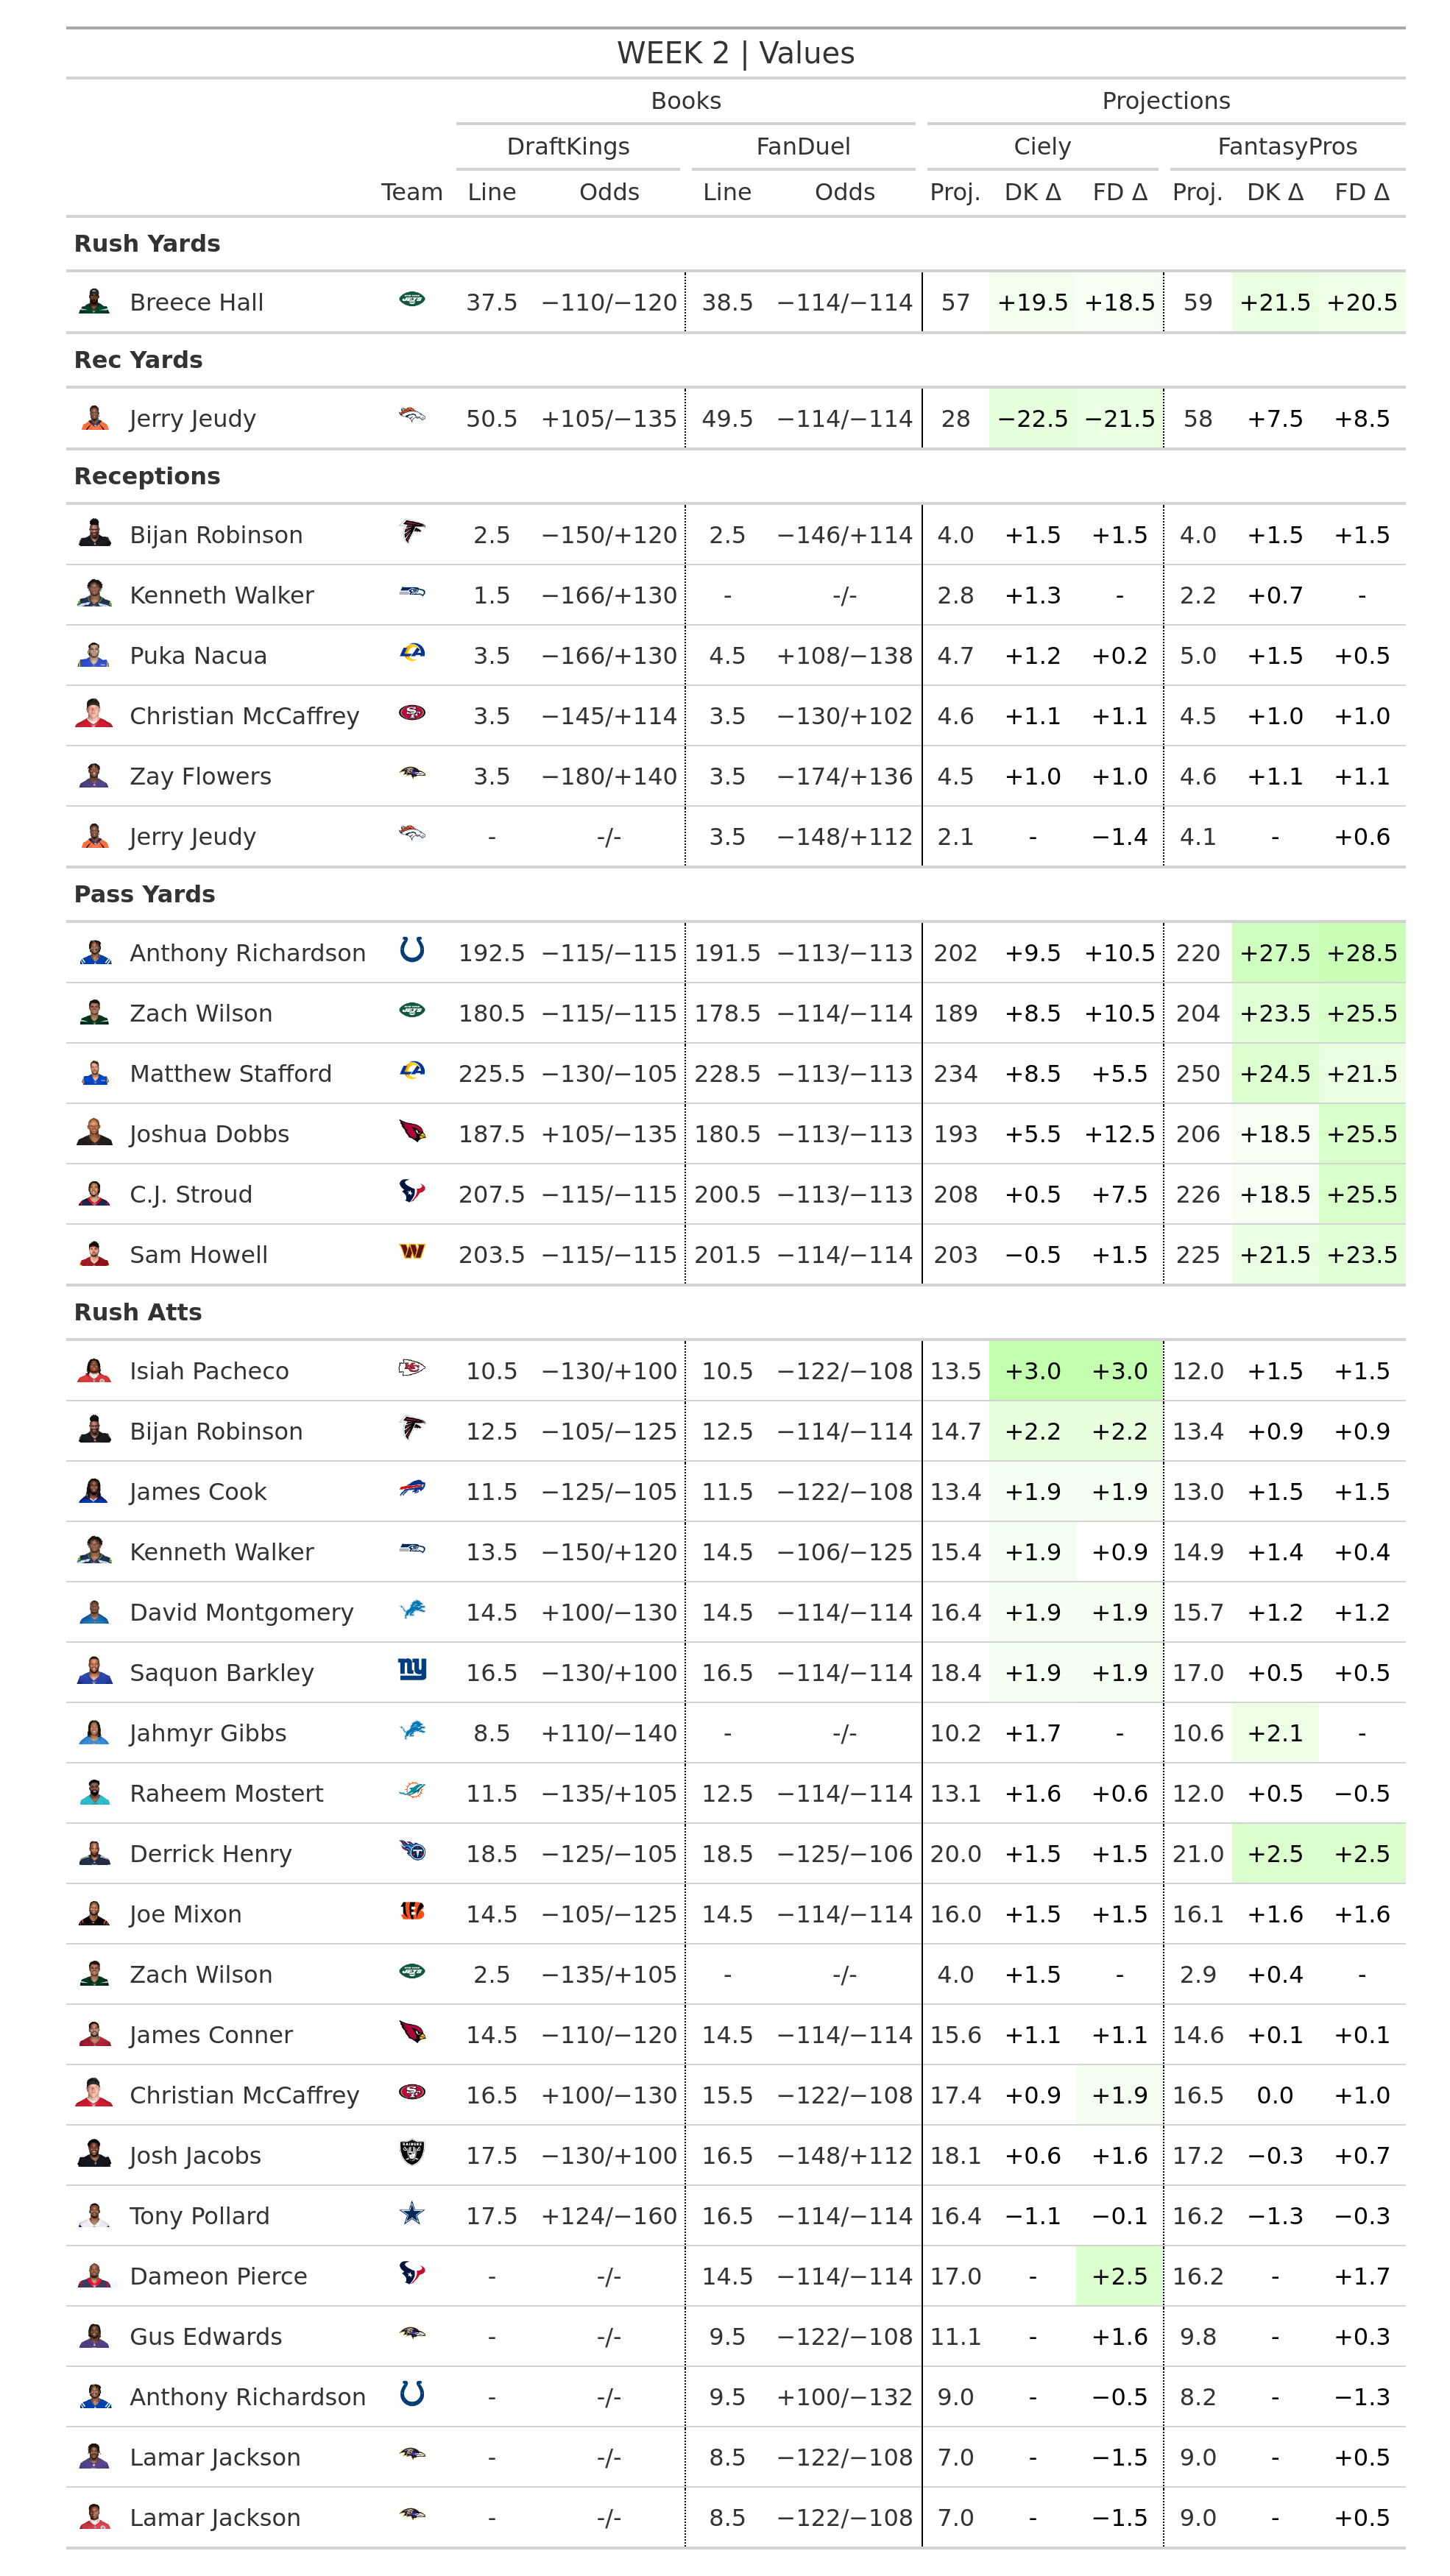 WEEK 2 | Values
Books Projections
DraftKings FanDuel Ciely FantasyPros
Team Line Odds Line Odds Proj. DK Δ FD Δ Proj. DK Δ FD Δ
Rush Yards
Breece Hall 37.5 −110/−120 38.5 −114/−114 57 +19.5 +18.5 59 +21.5 +20.5
Rec Yards
Jerry Jeudy 50.5 +105/−135 49.5 −114/−114 28 −22.5 −21.5 58 +7.5 +8.5
Receptions
Bijan Robinson 2.5 −150/+120 2.5 −146/+114 4.0 +1.5 +1.5 4.0 +1.5 +1.5
Kenneth Walker 1.5 −166/+130 - -/- 2.8 +1.3 - 2.2 +0.7 -
Puka Nacua 3.5 −166/+130 4.5 +108/−138 4.7 +1.2 +0.2 5.0 +1.5 +0.5
Christian McCaffrey 3.5 −145/+114 3.5 −130/+102 4.6 +1.1 +1.1 4.5 +1.0 +1.0
Zay Flowers 3.5 −180/+140 3.5 −174/+136 4.5 +1.0 +1.0 4.6 +1.1 +1.1
Jerry Jeudy - -/- 3.5 −148/+112 2.1 - −1.4 4.1 - +0.6
Pass Yards
Anthony Richardson 192.5 −115/−115 191.5 −113/−113 202 +9.5 +10.5 220 +27.5 +28.5
Zach Wilson 180.5 −115/−115 178.5 −114/−114 189 +8.5 +10.5 204 +23.5 +25.5
Matthew Stafford 225.5 −130/−105 228.5 −113/−113 234 +8.5 +5.5 250 +24.5 +21.5
Joshua Dobbs 187.5 +105/−135 180.5 −113/−113 193 +5.5 +12.5 206 +18.5 +25.5
C.J. Stroud 207.5 −115/−115 200.5 −113/−113 208 +0.5 +7.5 226 +18.5 +25.5
Sam Howell 203.5 −115/−115 201.5 −114/−114 203 −0.5 +1.5 225 +21.5 +23.5
Rush Atts
Isiah Pacheco 10.5 −130/+100 10.5 −122/−108 13.5 +3.0 +3.0 12.0 +1.5 +1.5
Bijan Robinson 12.5 −105/−125 12.5 −114/−114 14.7 +2.2 +2.2 13.4 +0.9 +0.9
James Cook 11.5 −125/−105 11.5 −122/−108 13.4 +1.9 +1.9 13.0 +1.5 +1.5
Kenneth Walker 13.5 −150/+120 14.5 −106/−125 15.4 +1.9 +0.9 14.9 +1.4 +0.4
David Montgomery 14.5 +100/−130 14.5 −114/−114 16.4 +1.9 +1.9 15.7 +1.2 +1.2
Saquon Barkley 16.5 −130/+100 16.5 −114/−114 18.4 +1.9 +1.9 17.0 +0.5 +0.5
Jahmyr Gibbs 8.5 +110/−140 - -/- 10.2 +1.7 - 10.6 +2.1 -
Raheem Mostert 11.5 −135/+105 12.5 −114/−114 13.1 +1.6 +0.6 12.0 +0.5 −0.5
Derrick Henry 18.5 −125/−105 18.5 −125/−106 20.0 +1.5 +1.5 21.0 +2.5 +2.5
Joe Mixon 14.5 −105/−125 14.5 −114/−114 16.0 +1.5 +1.5 16.1 +1.6 +1.6
Zach Wilson 2.5 −135/+105 - -/- 4.0 +1.5 - 2.9 +0.4 -
James Conner 14.5 −110/−120 14.5 −114/−114 15.6 +1.1 +1.1 14.6 +0.1 +0.1
Christian McCaffrey 16.5 +100/−130 15.5 −122/−108 17.4 +0.9 +1.9 16.5 0.0 +1.0
Josh Jacobs 17.5 −130/+100 16.5 −148/+112 18.1 +0.6 +1.6 17.2 −0.3 +0.7
Tony Pollard 17.5 +124/−160 16.5 −114/−114 16.4 −1.1 −0.1 16.2 −1.3 −0.3
Dameon Pierce - -/- 14.5 −114/−114 17.0 - +2.5 16.2 - +1.7
Gus Edwards - -/- 9.5 −122/−108 11.1 - +1.6 9.8 - +0.3
Anthony Richardson - -/- 9.5 +100/−132 9.0 - −0.5 8.2 - −1.3
Lamar Jackson - -/- 8.5 −122/−108 7.0 - −1.5 9.0 - +0.5
Lamar Jackson - -/- 8.5 −122/−108 7.0 - −1.5 9.0 - +0.5